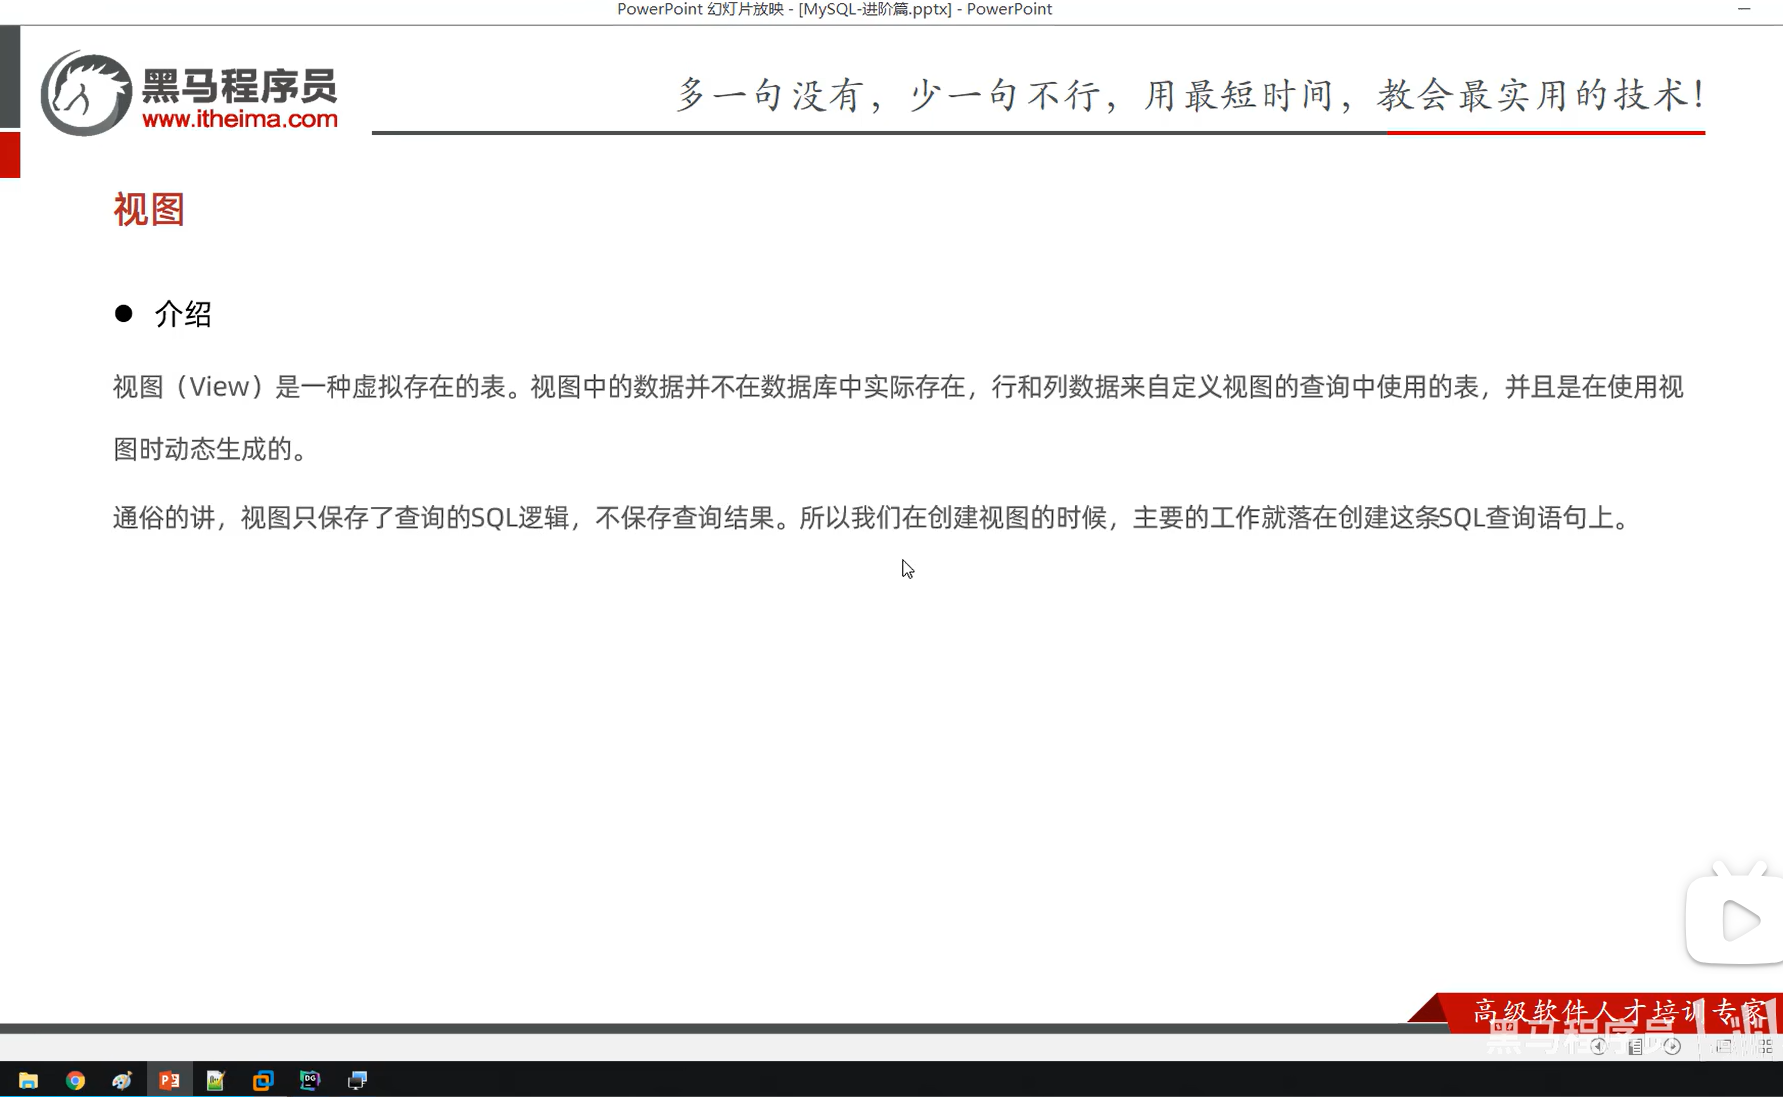 PowerPoint 幻灯片放映 - [MySQL-进阶篇.pptx] - PowerPoint
黑马程序员
www.itheima.com
多一句没有，少一句不行，用最短时间，教会最实用的技术！
视图
介绍
视图（View）是一种虚拟存在的表。视图中的数据并不在数据库中实际存在，行和列数据来自定义视图的查询中使用的表，并且是在使用视
图时动态生成的。
通俗的讲，视图只保存了查询的SQL逻辑，不保存查询结果。所以我们在创建视图的时候，主要的工作就落在创建这条SQL查询语句上。
高级软件人才培训专家
黑马程序员